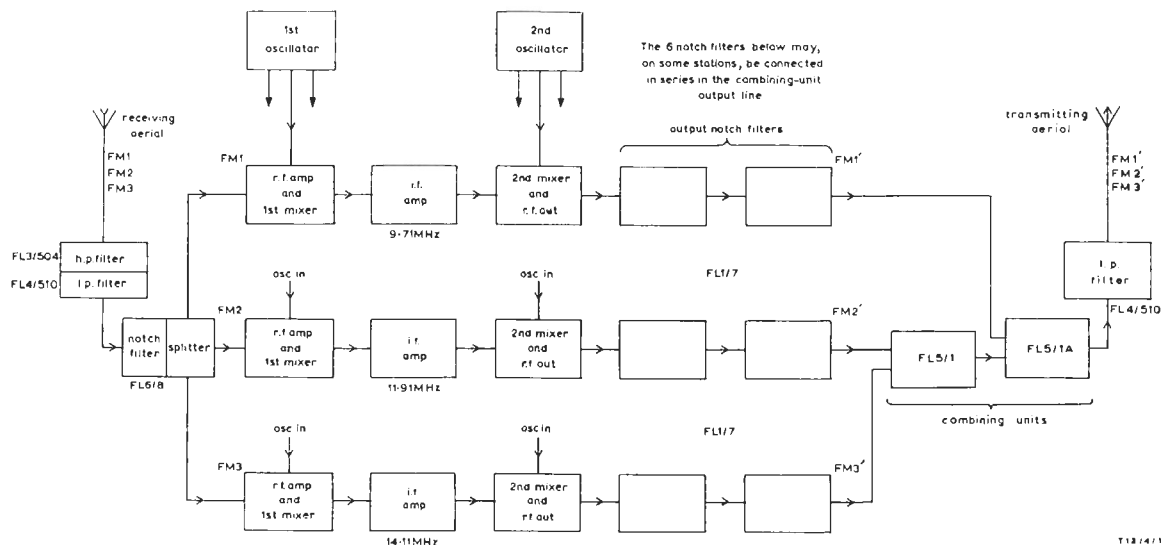 1st
oscillator
2nd
oscillator
The 6 notch filters below may,
on some stations, be connected
in series in the combining-unit
output line
output notch filters
receiving
aerial
FM1
FM2
FM3
transmitting
aerial
FM1′
FM2′
FM3′
FM1
r.f. amp
and
1st mixer
r.f.
amp
9·71MHz
2nd mixer
and
r.f. out
FM1′
FL3/504
h.p filter
FL4/510
l.p. filter
l.p.
filter
FL4/510
osc in
osc in
FL1/7
FM2
notch
filter
splitter
FL6/8
r.f. amp
and
1st mixer
i.f.
amp
11·91MHz
2nd mixer
and
r.f out
FM2′
FL5/1
FL5/1A
combining units
osc in
osc in
FL1/7
FM3
r.f. amp
and
1st mixer
i.f
amp
14·11MHz
2nd mixer
and
r.f out
FM3′
T13/4/1